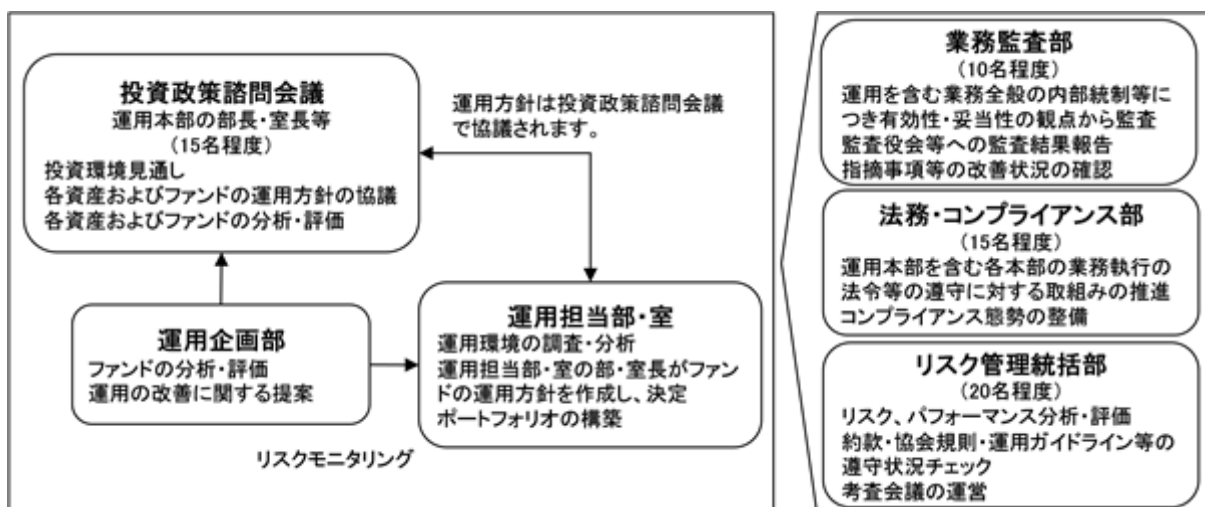 投資政策諮問会議
運用本部の部長・室長等
(15名程度)
投資環境見通し
各資産およびファンドの運用方針の協議
各資産およびファンドの分析・評価
運用方針は投資政策諮問会議
で協議されます。
運用企画部
ファンドの分析・評価
運用の改善に関する提案
運用担当部・室
運用環境の調査・分析
運用担当部・室の部・室長がファン
ドの運用方針を作成し、決定
ポートフォリオの構築
リスクモニタリング
業務監査部
(10名程度)
運用を含む業務全般の内部統制等に
つき有効性・妥当性の観点から監査
監査役会等への監査結果報告
指摘事項等の改善状況の確認
法務・コンプライアンス部
(15名程度)
運用本部を含む各本部の業務執行の
法令等の遵守に対する取組みの推進
コンプライアンス態勢の整備
リスク管理統括部
(20名程度)
リスク、パフォーマンス分析・評価
約款・協会規則・運用ガイドライン等の
遵守状況チェック
考査会議の運営